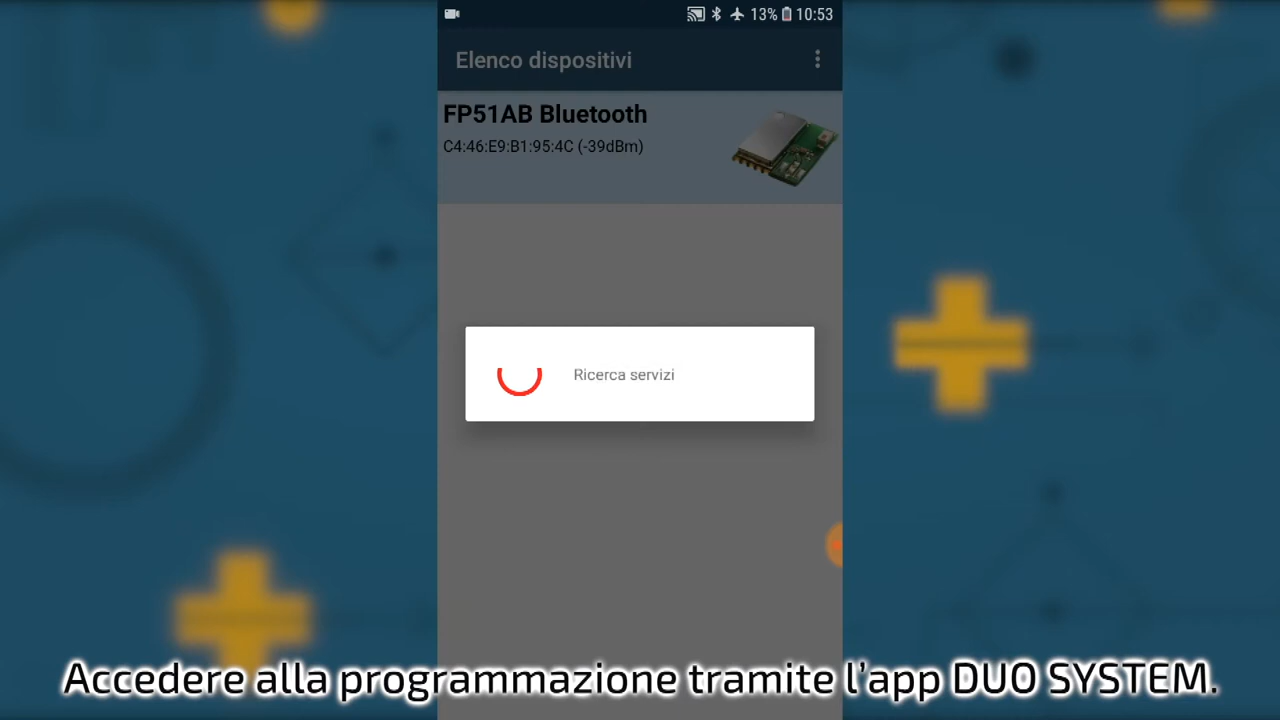 13% 10:53
Elenco dispositivi
FP51AB Bluetooth
C4:46:E9:B1:95:4C (-39dBm)
Ricerca servizi
Accedere alla programmazione tramite l’app DUO SYSTEM.